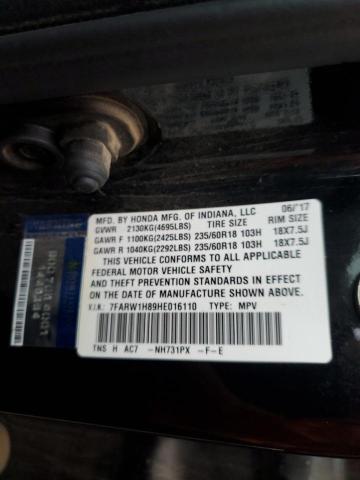 MFD. BY HONDA MFG. OF INDIANA, LLC 06/'17
GVWR 2130KG(4695LBS) TIRE SIZE RIM SIZE
GAWR F 1100KG(2425LBS) 235/60R18 103H 18X7.5J
GAWR R 1040KG(2292LBS) 235/60R18 103H 18X7.5J
THIS VEHICLE CONFORMS TO ALL APPLICABLE
FEDERAL MOTOR VEHICLE SAFETY
AND THEFT PREVENTION STANDARDS IN EFFECT
ON THE DATE OF MANUFACTURE SHOWN ABOVE.
V.I.N.: 7FARW1H89HE016110 TYPE: MPV
TNS H AC7 -NH731PX -F-E